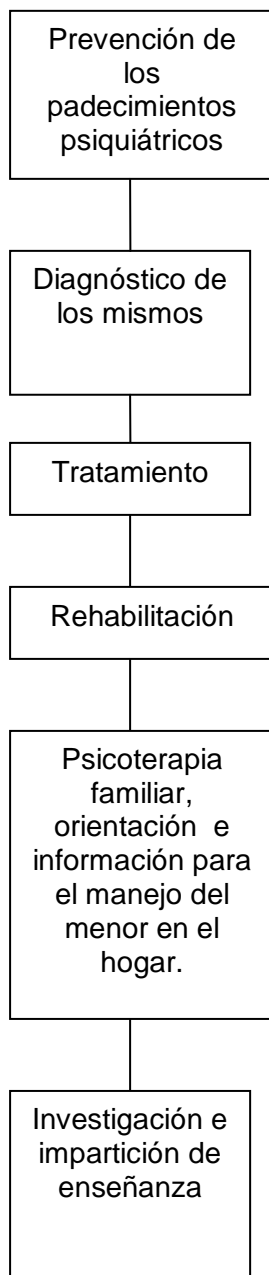 Prevención de
los
padecimientos
psiquiátricos
Diagnóstico de
los mismos
Tratamiento
Rehabilitación
Psicoterapia
familiar,
orientación e
información para
el manejo del
menor en el
hogar.
Investigación e
impartición de
enseñanza